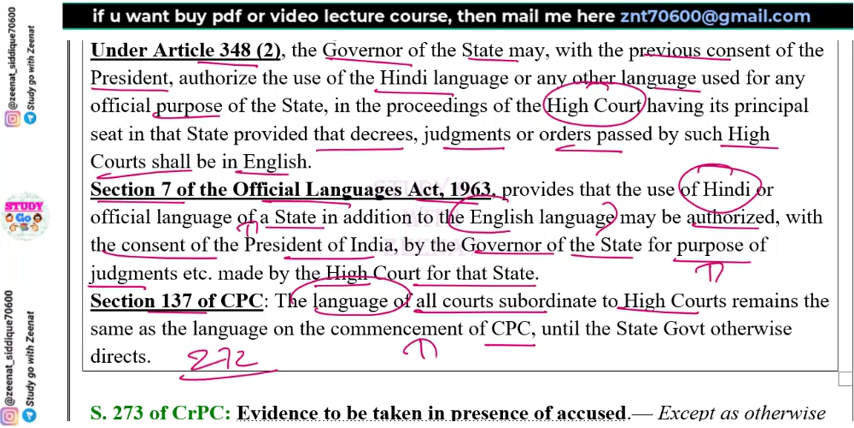 if u want buy pdf or video lecture course, then mail me here znt70600@gmail.com
@zeenat_siddique70600
Study go with Zeenat
Under Article 348 (2), the Governor of the State may, with the previous consent of the
President, authorize the use of the Hindi language or any other language used for any
official purpose of the State, in the proceedings of the High Court having its principal
seat in that State provided that decrees, judgments or orders passed by such High
Courts shall be in English.
Section 7 of the Official Languages Act, 1963, provides that the use of Hindi or
official language of a State in addition to the English language may be authorized, with
the consent of the President of India, by the Governor of the State for purpose of
judgments etc. made by the High Court for that State.
Section 137 of CPC: The language of all courts subordinate to High Courts remains the
same as the language on the commencement of CPC, until the State Govt otherwise
directs.
272
STUDY
Go
@zeenat_siddique70600
Study go with Zeenat
S. 273 of CrPC: Evidence to be taken in presence of accused.— Except as otherwise